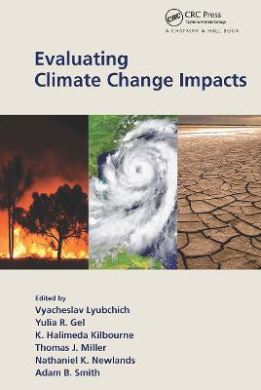 CRC Press
Taylor & Francis Group
A CHAPMAN & HALL BOOK
Evaluating
Climate Change Impacts
Edited by
Vyacheslav Lyubchich
Yulia R. Gel
K. Halimeda Kilbourne
Thomas J. Miller
Nathaniel K. Newlands
Adam B. Smith